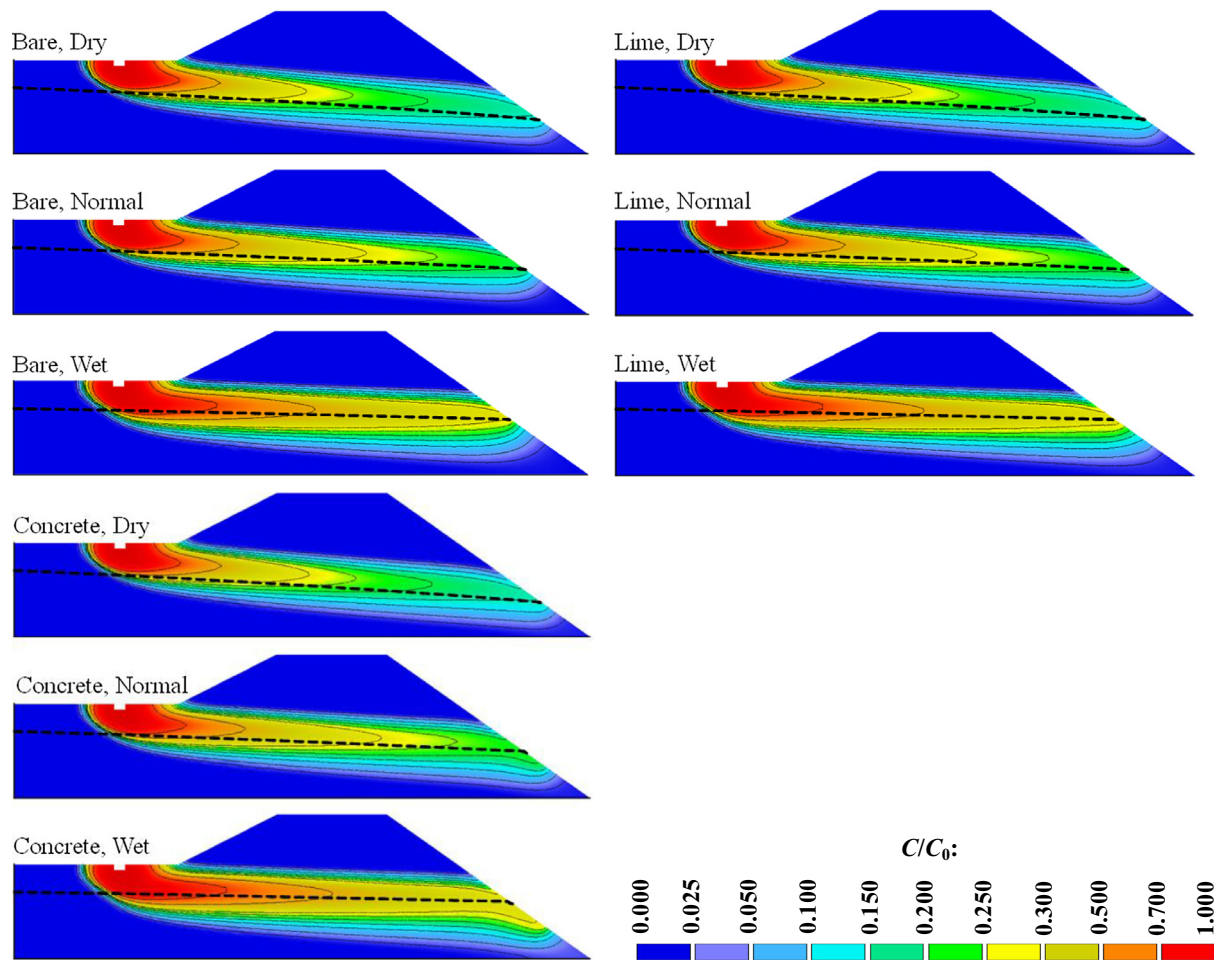 Bare, Dry
Lime, Dry
Bare, Normal
Lime, Normal
Bare, Wet
Lime, Wet
Concrete, Dry
Concrete, Normal
Concrete, Wet
C/C₀:
0.000 0.025 0.050 0.100 0.150 0.200 0.250 0.300 0.500 0.700 1.000